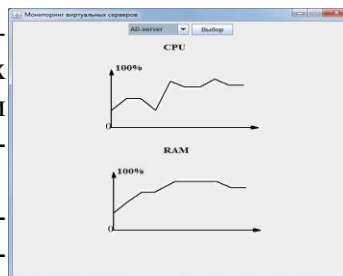 Мониторинг виртуальных серверов
AD server
Выбор
CPU
100%
0
RAM
100%
0